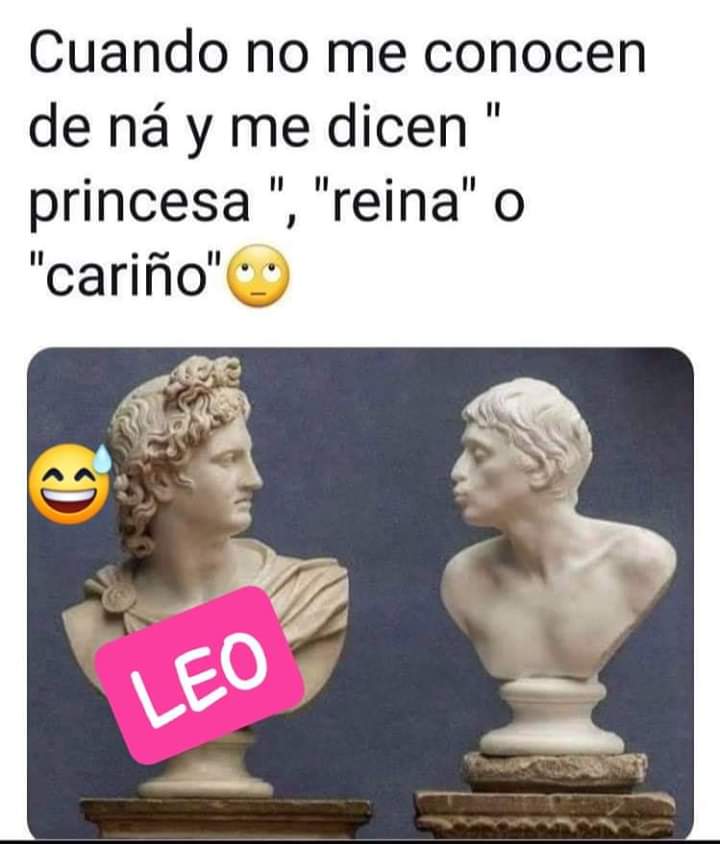 Cuando no me conocen
de ná y me dicen "
princesa ", "reina" o
"cariño"🙄
LEO